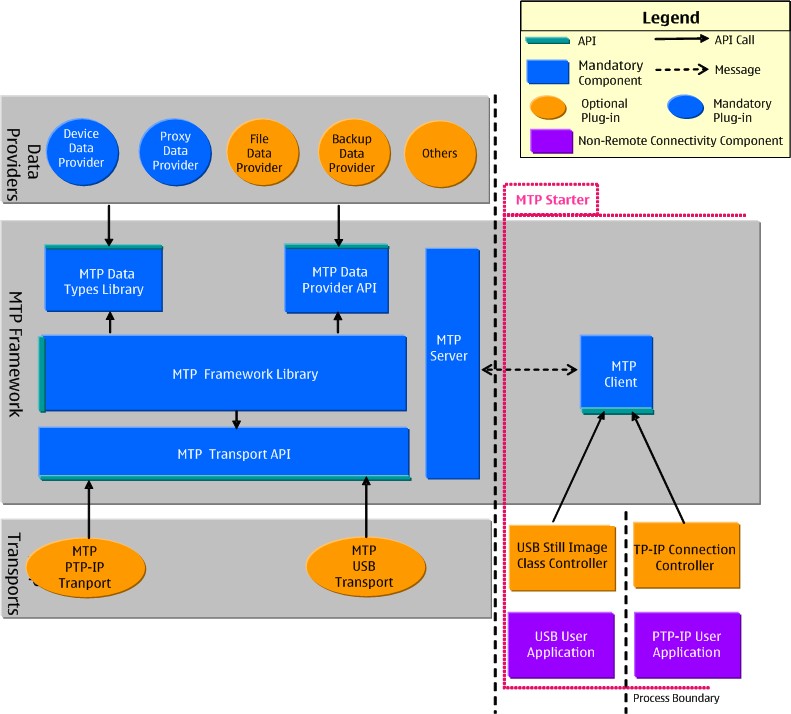 Legend
API
API Call
Mandatory
Component
Message
Optional
Plug-in
Mandatory
Plug-in
Non-Remote Connectivity Component
Data
Providers
Device
Data
Provider
Proxy
Data
Provider
File
Data
Provider
Backup
Data
Provider
Others
MTP Starter
MTP Framework
MTP Data
Types Library
MTP Data
Provider API
MTP
Server
MTP Framework Library
MTP
Client
MTP Transport API
Transports
MTP
PTP-IP
Tranport
MTP
USB
Transport
USB Still Image
Class Controller
TP-IP Connection
Controller
USB User
Application
PTP-IP User
Application
Process Boundary